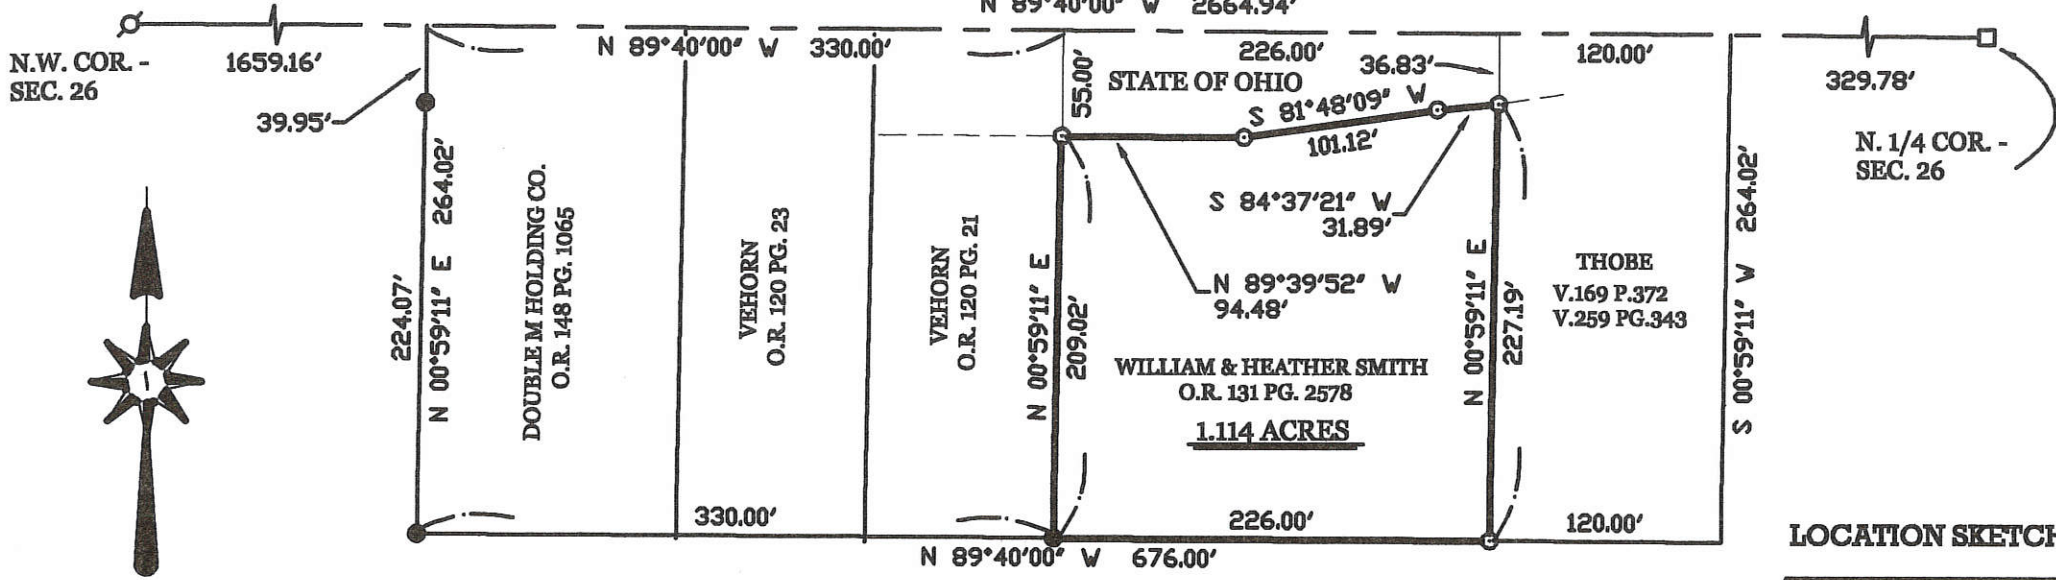 N 89°40'00" W 2664.94'
N.W. COR. -
SEC. 26
1659.16'
39.95'
N 89°40'00" W 330.00'
55.00'
226.00'
STATE OF OHIO
36.83'
120.00'
329.78'
N. 1/4 COR. -
SEC. 26
S 81°48'09" W
101.12'
S 84°37'21" W
31.89'
N 89°39'52" W
94.48'
224.07'
N 00°59'11" E 264.02'
DOUBLE M HOLDING CO.
O.R. 148 PG. 1065
VEHORN
O.R. 120 PG. 23
VEHORN
O.R. 120 PG. 21
N 00°59'11" E
209.02'
WILLIAM & HEATHER SMITH
O.R. 131 PG. 2578
1.114 ACRES
N 00°59'11" E
227.19'
THOBE
V.169 P.372
V.259 PG.343
S 00°59'11" W 264.02'
330.00'
226.00'
120.00'
N 89°40'00" W 676.00'
LOCATION SKETCH